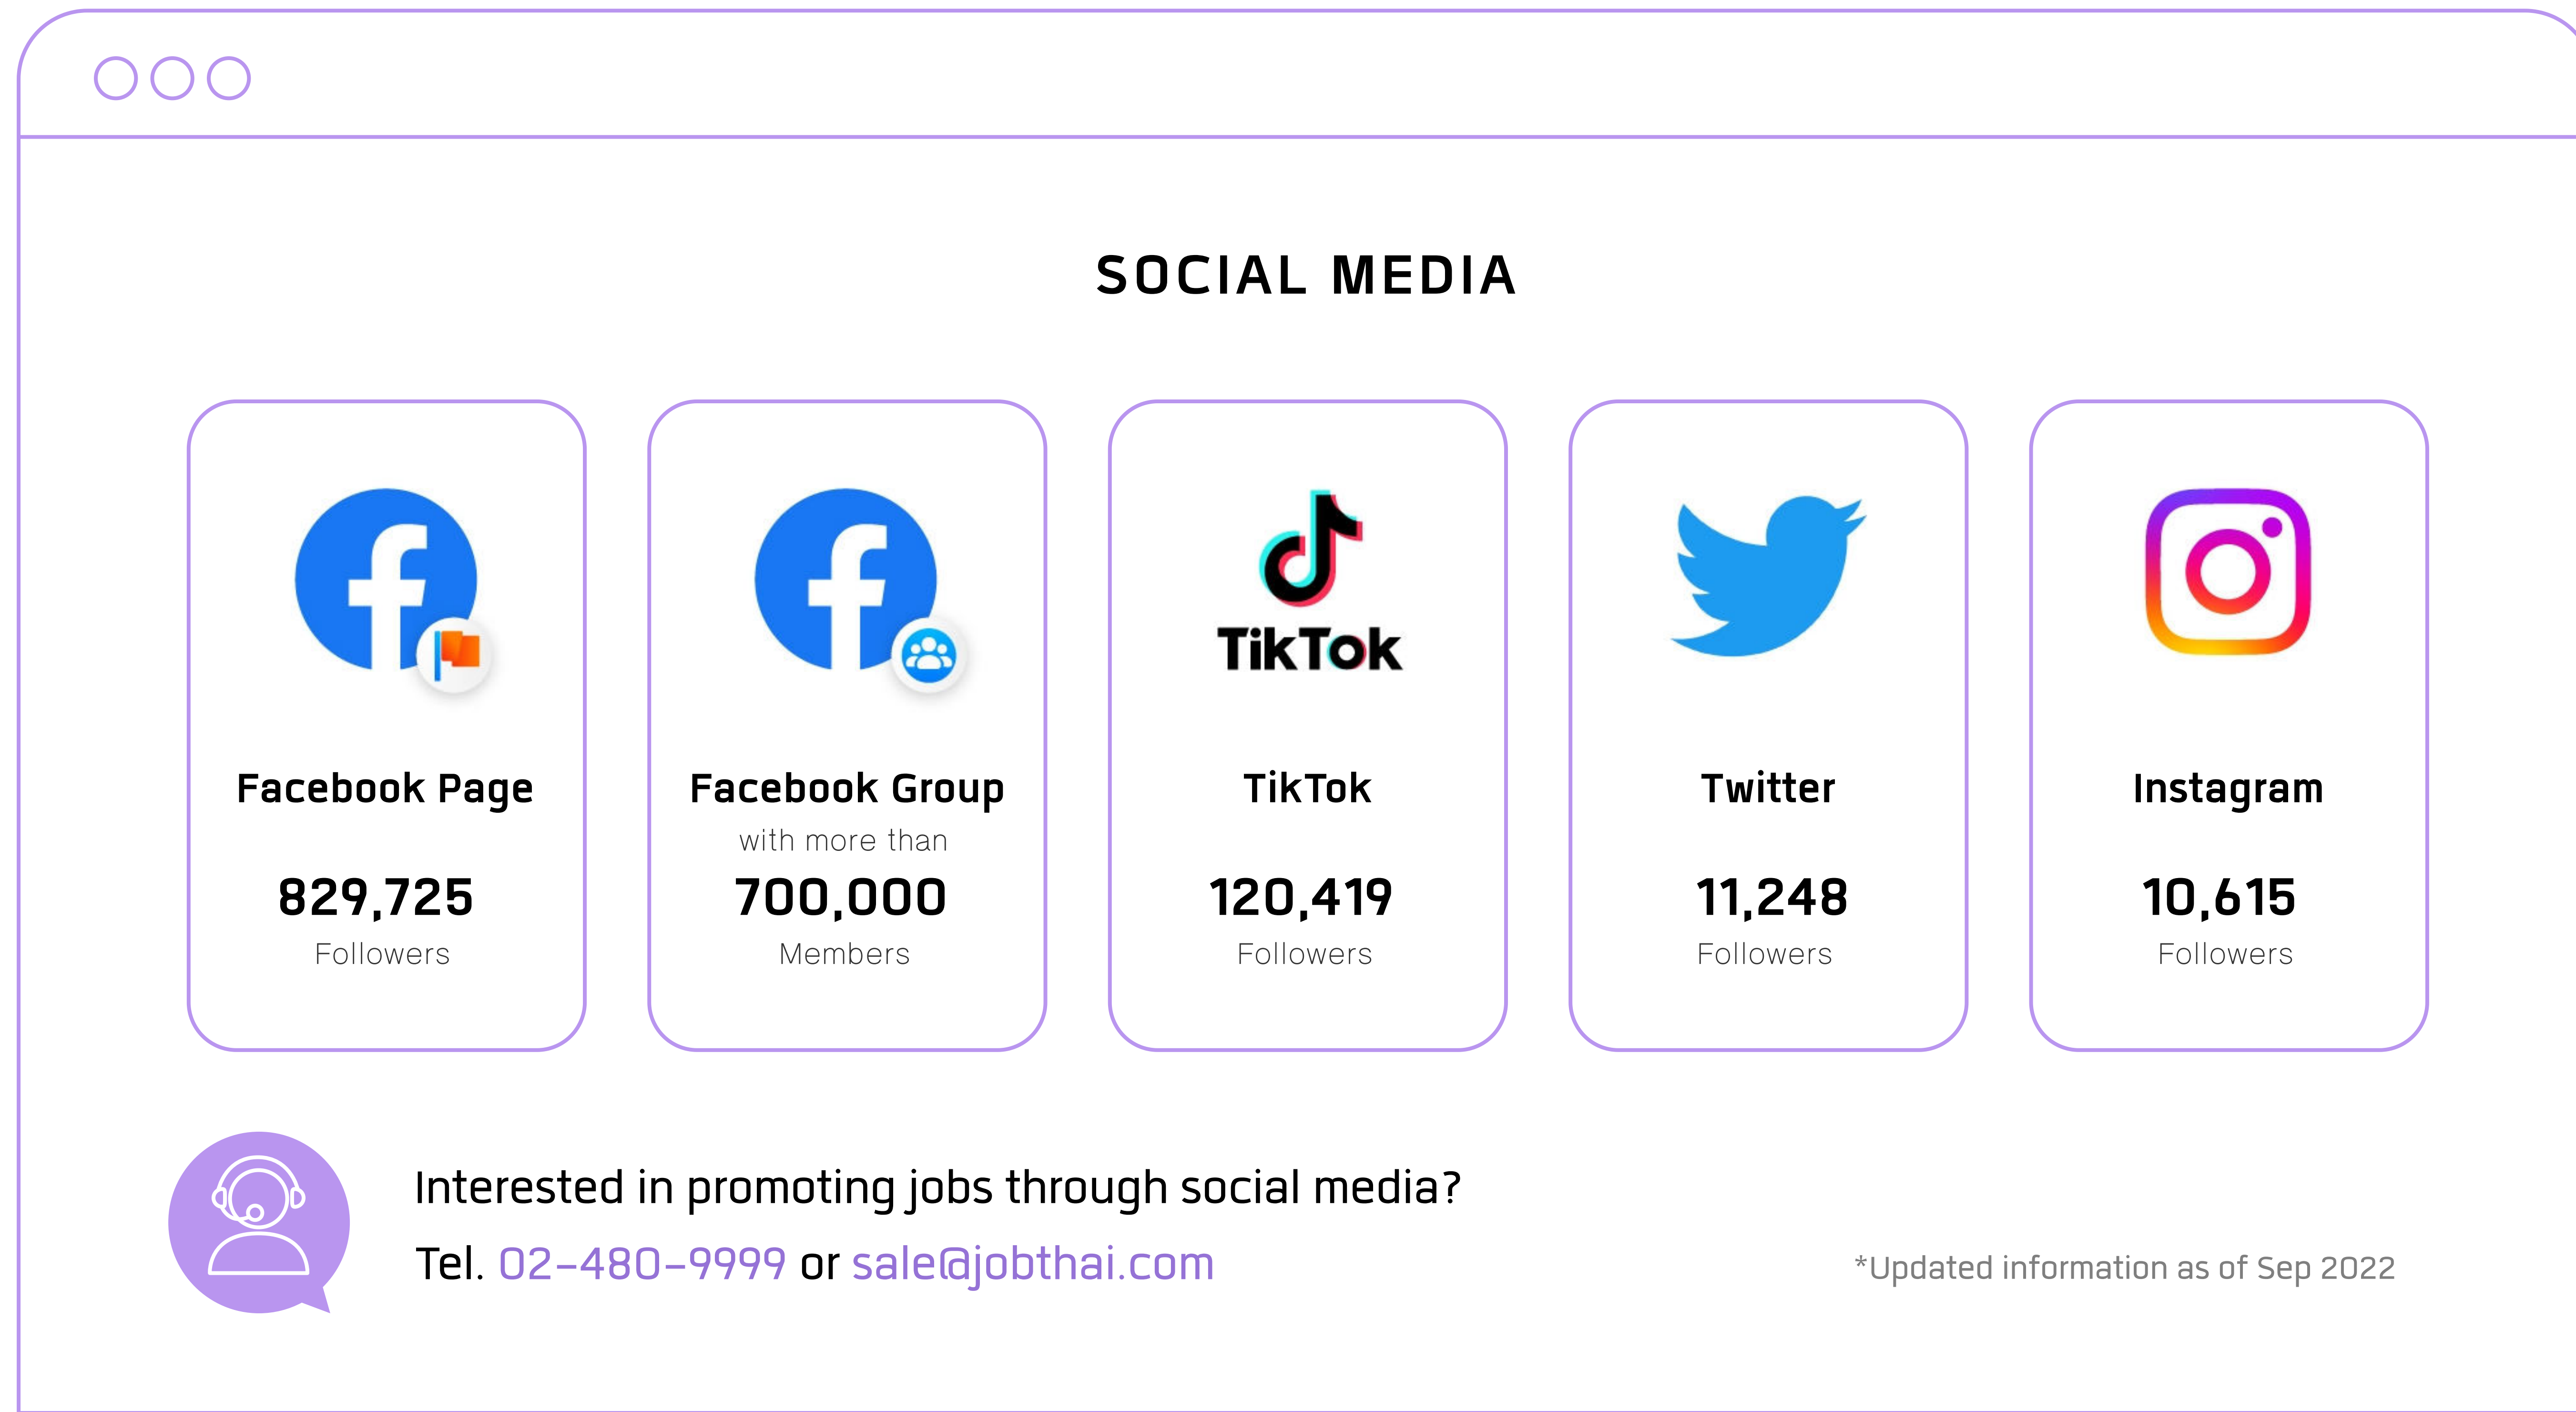 SOCIAL MEDIA
TikTok
Facebook Page
829,725
Followers
Facebook Group
with more than
700,000
Members
TikTok
120,419
Followers
Twitter
11,248
Followers
Instagram
10,615
Followers
Interested in promoting jobs through social media?
Tel. 02-480-9999 or sale@jobthai.com
*Updated information as of Sep 2022